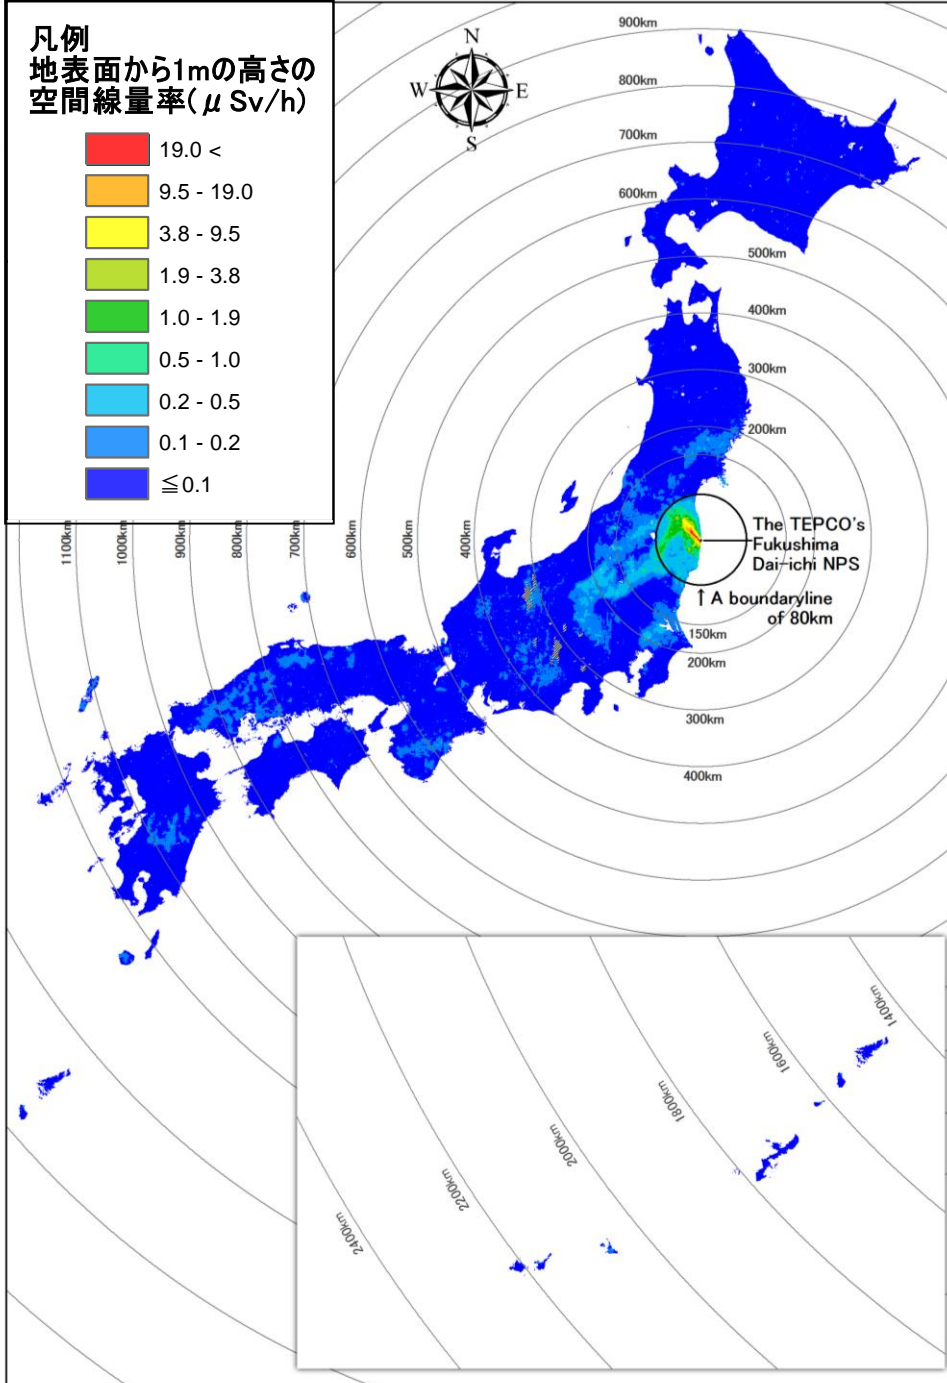 凡例
地表面から1mの高さの
空間線量率(μSv/h)
19.0 <
9.5 - 19.0
3.8 - 9.5
1.9 - 3.8
1.0 - 1.9
0.5 - 1.0
0.2 - 0.5
0.1 - 0.2
≦0.1
N
W
E
S
900km
800km
700km
600km
500km
400km
300km
200km
1100km
1000km
900km
800km
700km
600km
500km
400km
The TEPCO's
Fukushima
Dai-ichi NPS
↑ A boundaryline
of 80km
150km
200km
300km
400km
1400km
1600km
1800km
2000km
2200km
2400km